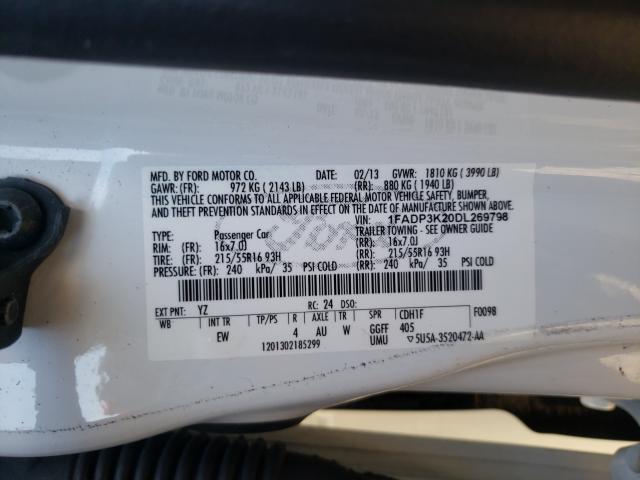 MFD. BY FORD MOTOR CO. 02/13 GVWR: 1810 KG ( 3990 LB)
GAWR: (FR) 972 KG ( 2143 LB) (RR): 880 KG ( 1940 LB)
THIS VEHICLE CONFORMS TO ALL APPLICABLE FEDERAL MOTOR VEHICLE SAFETY, BUMPER,
AND THEFT PREVENTION STANDARDS IN EFFECT ON THE DATE OF MANUFACTURE SHOWN ABOVE.
VIN: 1FADP3K20DL269798
TYPE: Passenger Car TRAILER TOWING - SEE OWNER GUIDE
RIM: (FR) 16x7.0J (RR): 16x7.0J
TIRE: (FR) 215/55R16 93H (RR): 215/55R16 93H
PRESSURE: (FR) 240 kPa/ 35 PSI COLD (RR): 240 kPa/ 35 PSI COLD
EXT PNT: YZ RC: 24 DSO: F0098
WB INT TR TP/PS R AXLE TR SPR CDH1F
EW 4 AU W GGFF 405
1201302185299 UMU ▽5U5A-3520472-AA